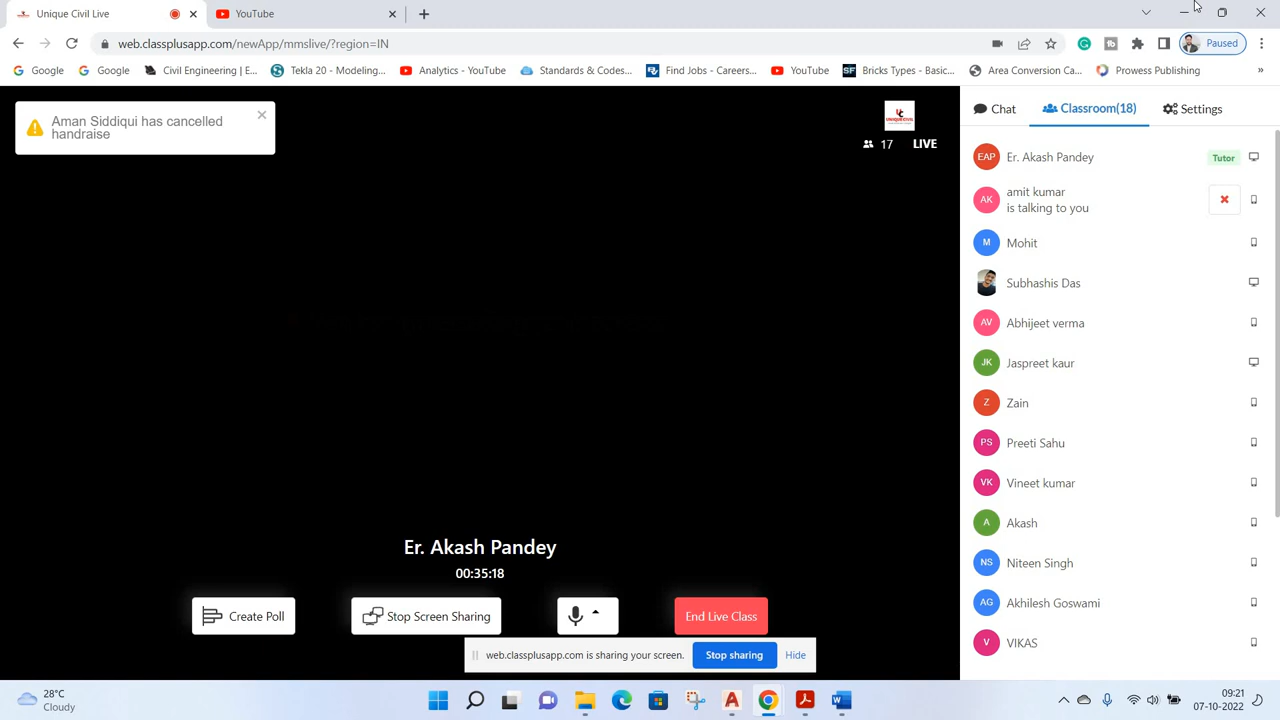 Unique Civil Live
YouTube
web.classplusapp.com/newApp/mmslive/?region=IN
Paused
Google
Google
Civil Engineering | E...
Tekla 20 - Modeling...
Analytics - YouTube
Standards & Codes...
Find Jobs - Careers...
YouTube
SF
Bricks Types - Basic...
Area Conversion Ca...
Prowess Publishing
»
Aman Siddiqui has cancelled
handraise
UNIQUE CIVIL
17 LIVE
Chat
Classroom(18)
Settings
EAP Er. Akash Pandey Tutor
AK amit kumar
is talking to you
M Mohit
Subhashis Das
AV Abhijeet verma
JK Jaspreet kaur
Z Zain
PS Preeti Sahu
VK Vineet kumar
A Akash
NS Niteen Singh
AG Akhilesh Goswami
V VIKAS
Er. Akash Pandey
00:35:18
Create Poll
Stop Screen Sharing
End Live Class
web.classplusapp.com is sharing your screen.
Stop sharing
Hide
28°C
Cloudy
09:21
07-10-2022